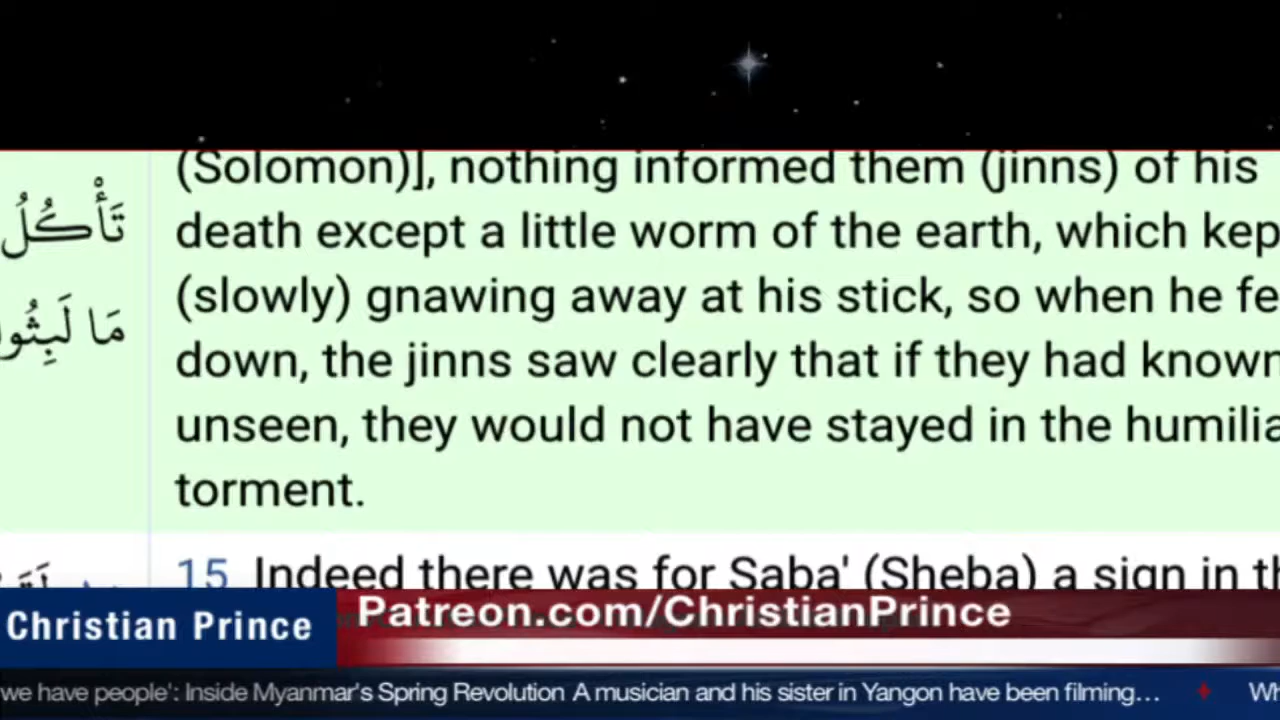 (Solomon)], nothing informed them (jinns) of his
death except a little worm of the earth, which kep
(slowly) gnawing away at his stick, so when he fe
down, the jinns saw clearly that if they had known
unseen, they would not have stayed in the humilia
torment.
تَأْكُلُ
مَا لَبِثُوا
15 Indeed there was for Saba' (Sheba) a sign in th
Christian Prince
Patreon.com/ChristianPrince
we have people': Inside Myanmar's Spring Revolution A musician and his sister in Yangon have been filming… Wh